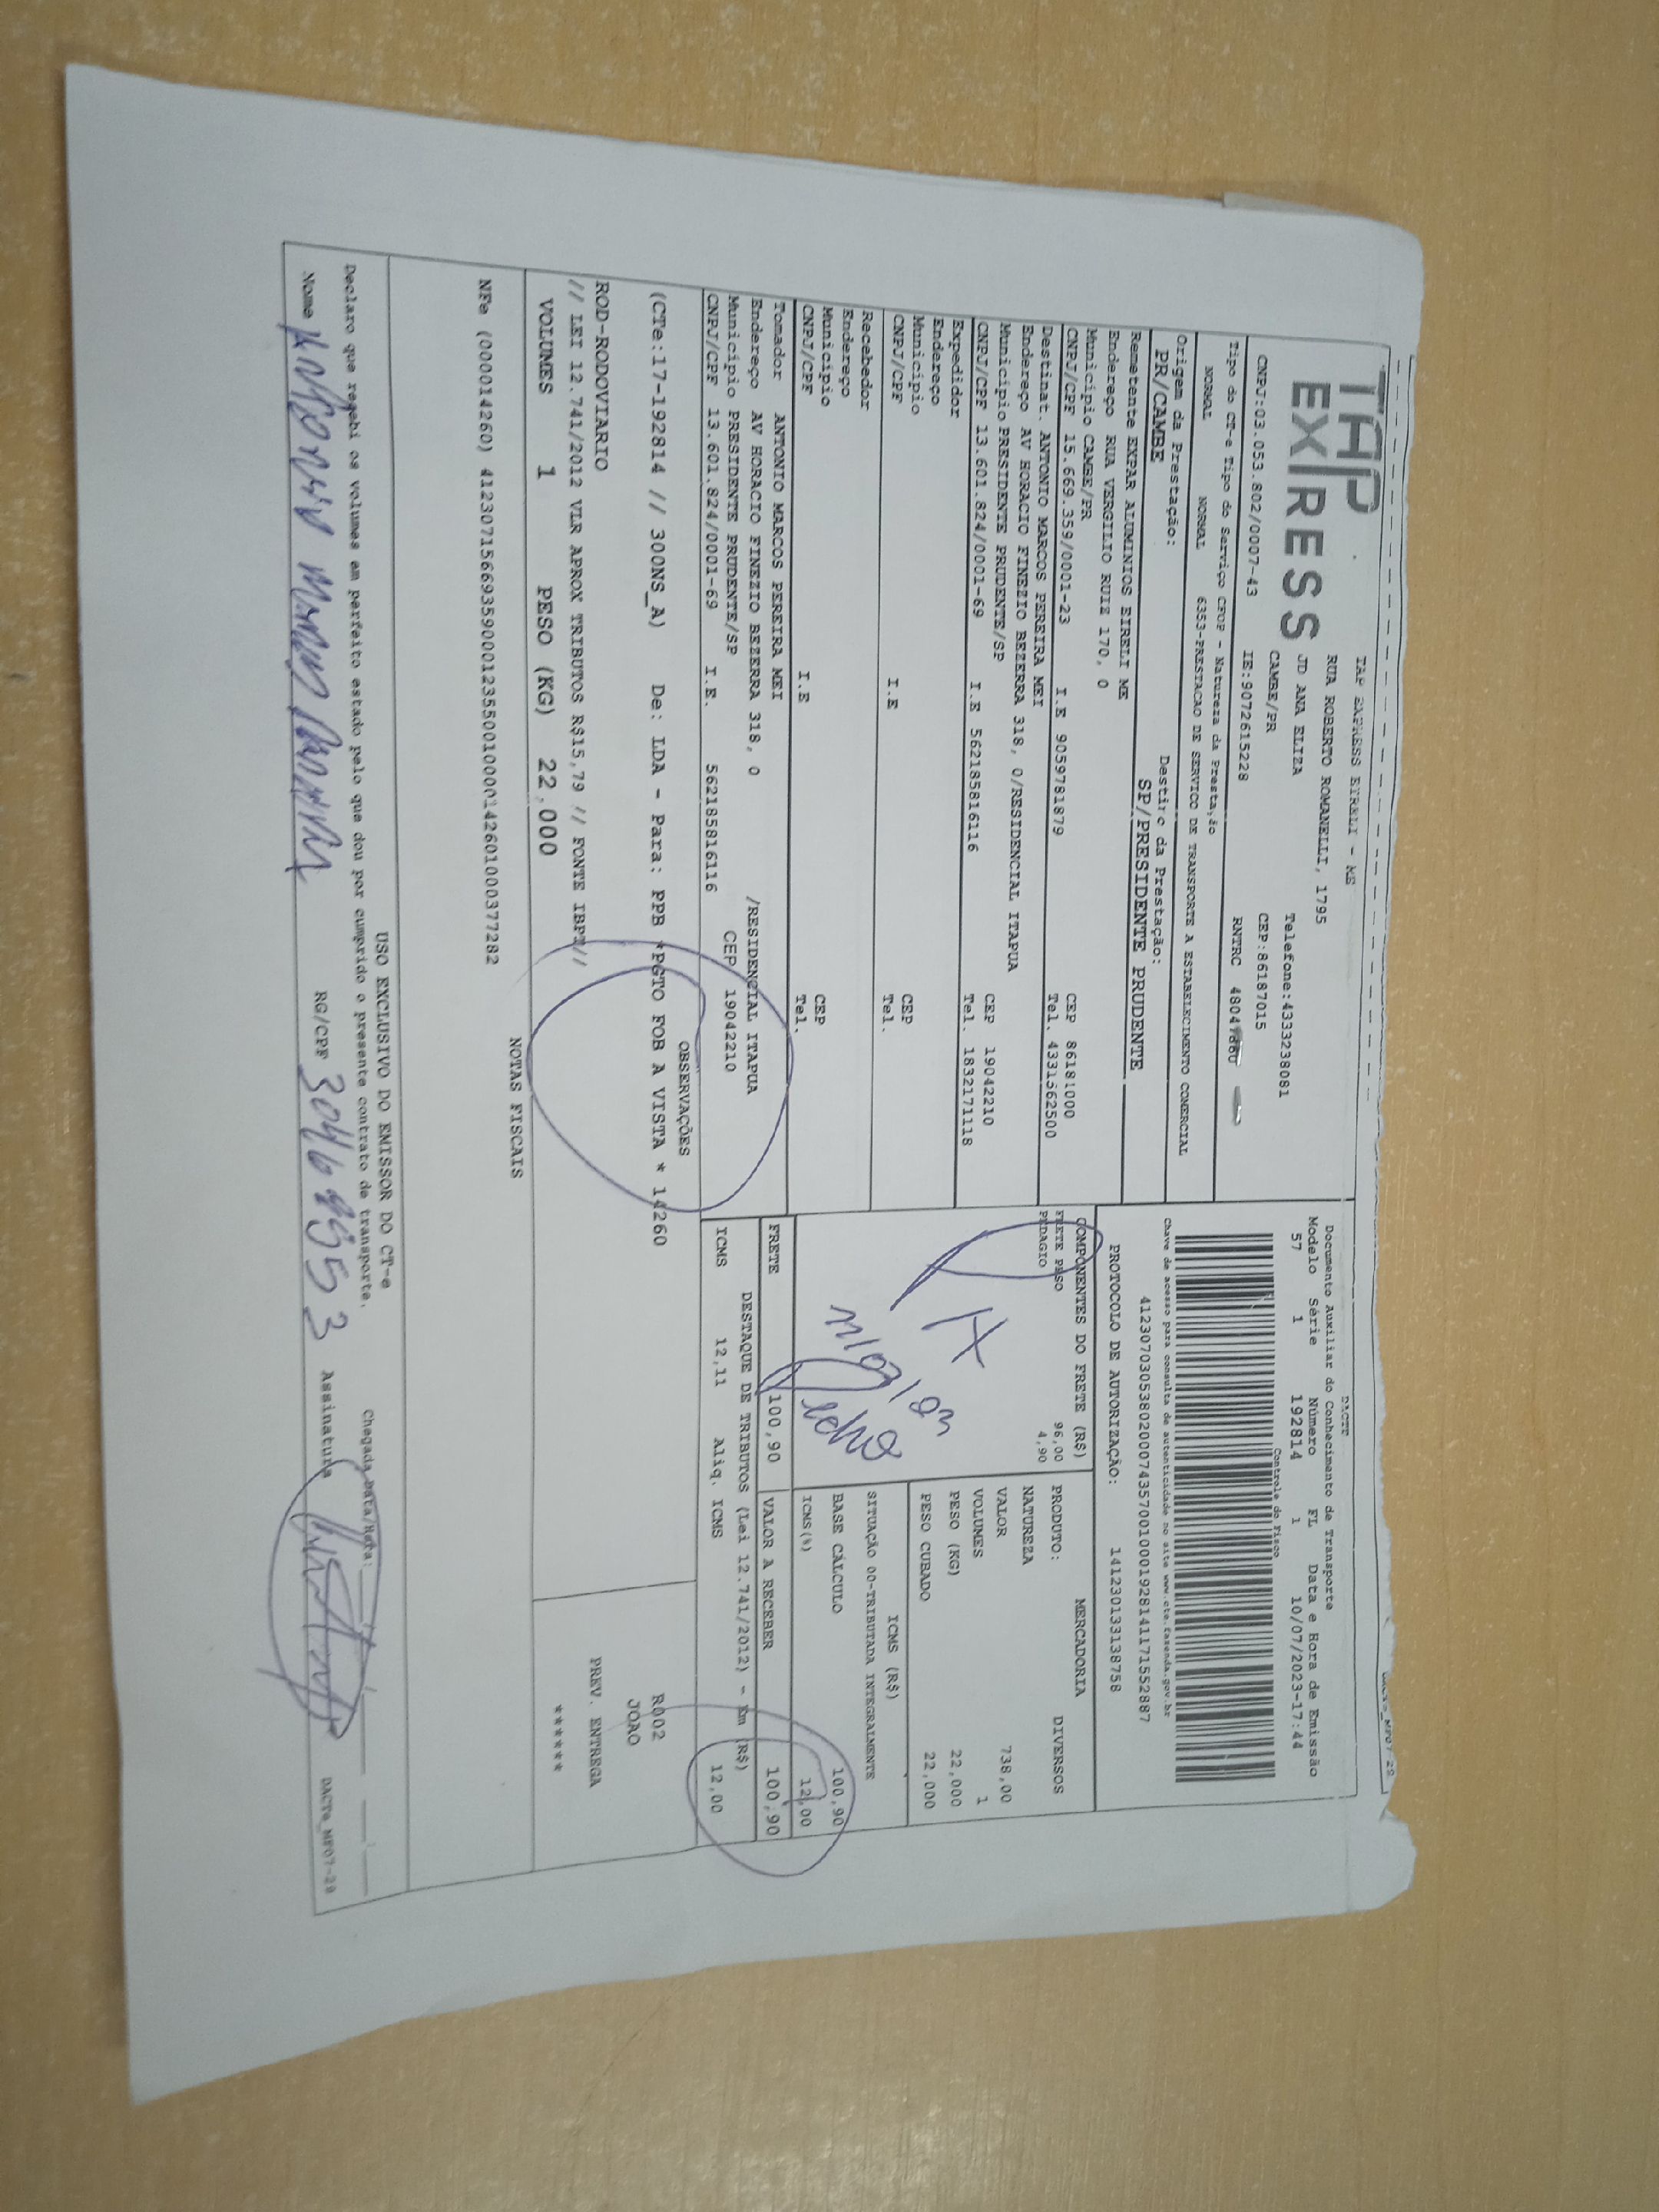 TAP EXPRESS
TAP EXPRESS EIRELI - ME
RUA ROBERTO ROMANELLI, 1795
JD ANA ELIZA
CAMBE/PR
Telefone:4333238081
CEP:86187015
CNPJ:03.053.802/0007-43 IE:9072615228 RNTRC
Tipo do CT-e Tipo do Serviço CFOP - Natureza da Prestação
NORMAL NORMAL 6353-PRESTACAO DE SERVICO DE TRANSPORTE A ESTABELECIMENTO COMERCIAL
Origem da Prestação: Destino da Prestação:
PR/CAMBE SP/PRESIDENTE PRUDENTE
Remetente EXPAR ALUMINIOS EIRELI ME
Endereço RUA VERGILIO RUIZ 170, 0
Município CAMBE/PR CEP 86181000
CNPJ/CPF 15.669.359/0001-23 I.E 9059781879 Tel. 4331562500
Destinat. ANTONIO MARCOS PEREIRA MEI
Endereço AV HORACIO FINEZIO BEZERRA 318, 0/RESIDENCIAL ITAPUA
Município PRESIDENTE PRUDENTE/SP CEP 19042210
CNPJ/CPF 13.601.824/0001-69 I.E 562185816116 Tel. 1832171118
Expedidor
Endereço
Município CEP
CNPJ/CPF I.E Tel.
Recebedor
Endereço
Município CEP
CNPJ/CPF I.E Tel.
Tomador ANTONIO MARCOS PEREIRA MEI
Endereço AV HORACIO FINEZIO BEZERRA 318, 0 /RESIDENCIAL ITAPUA
Município PRESIDENTE PRUDENTE/SP CEP 19042210
CNPJ/CPF 13.601.824/0001-69 I.E. 562185816116
DACTE
Documento Auxiliar do Conhecimento de Transporte
Modelo Série Número FL Data e Hora de Emissão
57 1 192814 1 10/07/2023-17:44
Controle do Fisco
Chave de acesso para consulta de autenticidade no site www.cte.fazenda.gov.br
41230703053802000743570010001928141171552887
PROTOCOLO DE AUTORIZAÇÃO: 141230133138758
COMPONENTES DO FRETE (R$)
FRETE PESO 96,00
PEDAGIO 4,90
MERCADORIA
PRODUTO: DIVERSOS
NATUREZA
VALOR 738,00
VOLUMES 1
PESO (KG) 22,000
PESO CUBADO 22,000
ICMS (R$)
SITUAÇÃO 00-TRIBUTADA INTEGRALMENTE
BASE CÁLCULO 100,90
ICMS(%) 12,00
FRETE 100,90 VALOR A RECEBER 100,90
DESTAQUE DE TRIBUTOS (Lei 12.741/2012) - Em (R$)
ICMS 12,11 Aliq. ICMS 12,00
OBSERVAÇÕES
(CTe:17-192814 // 300NS_A) De: LDA - Para: PPB *PGTO FOB A VISTA * 14260
R002
JOAO
ROD-RODOVIARIO
// LEI 12.741/2012 VLR APROX TRIBUTOS R$15,79 // FONTE IBPT//
PREV. ENTREGA
******
VOLUMES 1 PESO (KG) 22,000
NOTAS FISCAIS
NFe (000014260) 41230715669359000123550010000142601000377282
USO EXCLUSIVO DO EMISSOR DO CT-e
Declaro que recebi os volumes em perfeito estado pelo que dou por cumprido o presente contrato de transporte.
Chegada Data/Hora:
Nome Antonio RG/CPF Assinatura
DACTe_MP07-29